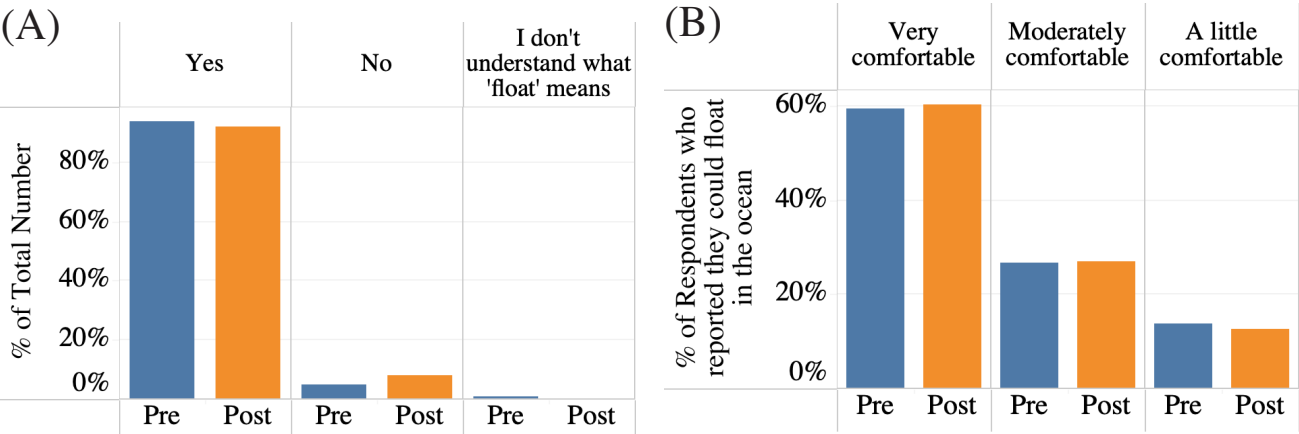 (A)
Yes
No
I don't
understand what
'float' means
% of Total Number
80%
60%
40%
20%
0%
Pre
Post
Pre
Post
Pre
Post
(B)
Very
comfortable
Moderately
comfortable
A little
comfortable
% of Respondents who
reported they could float
in the ocean
60%
40%
20%
0%
Pre
Post
Pre
Post
Pre
Post